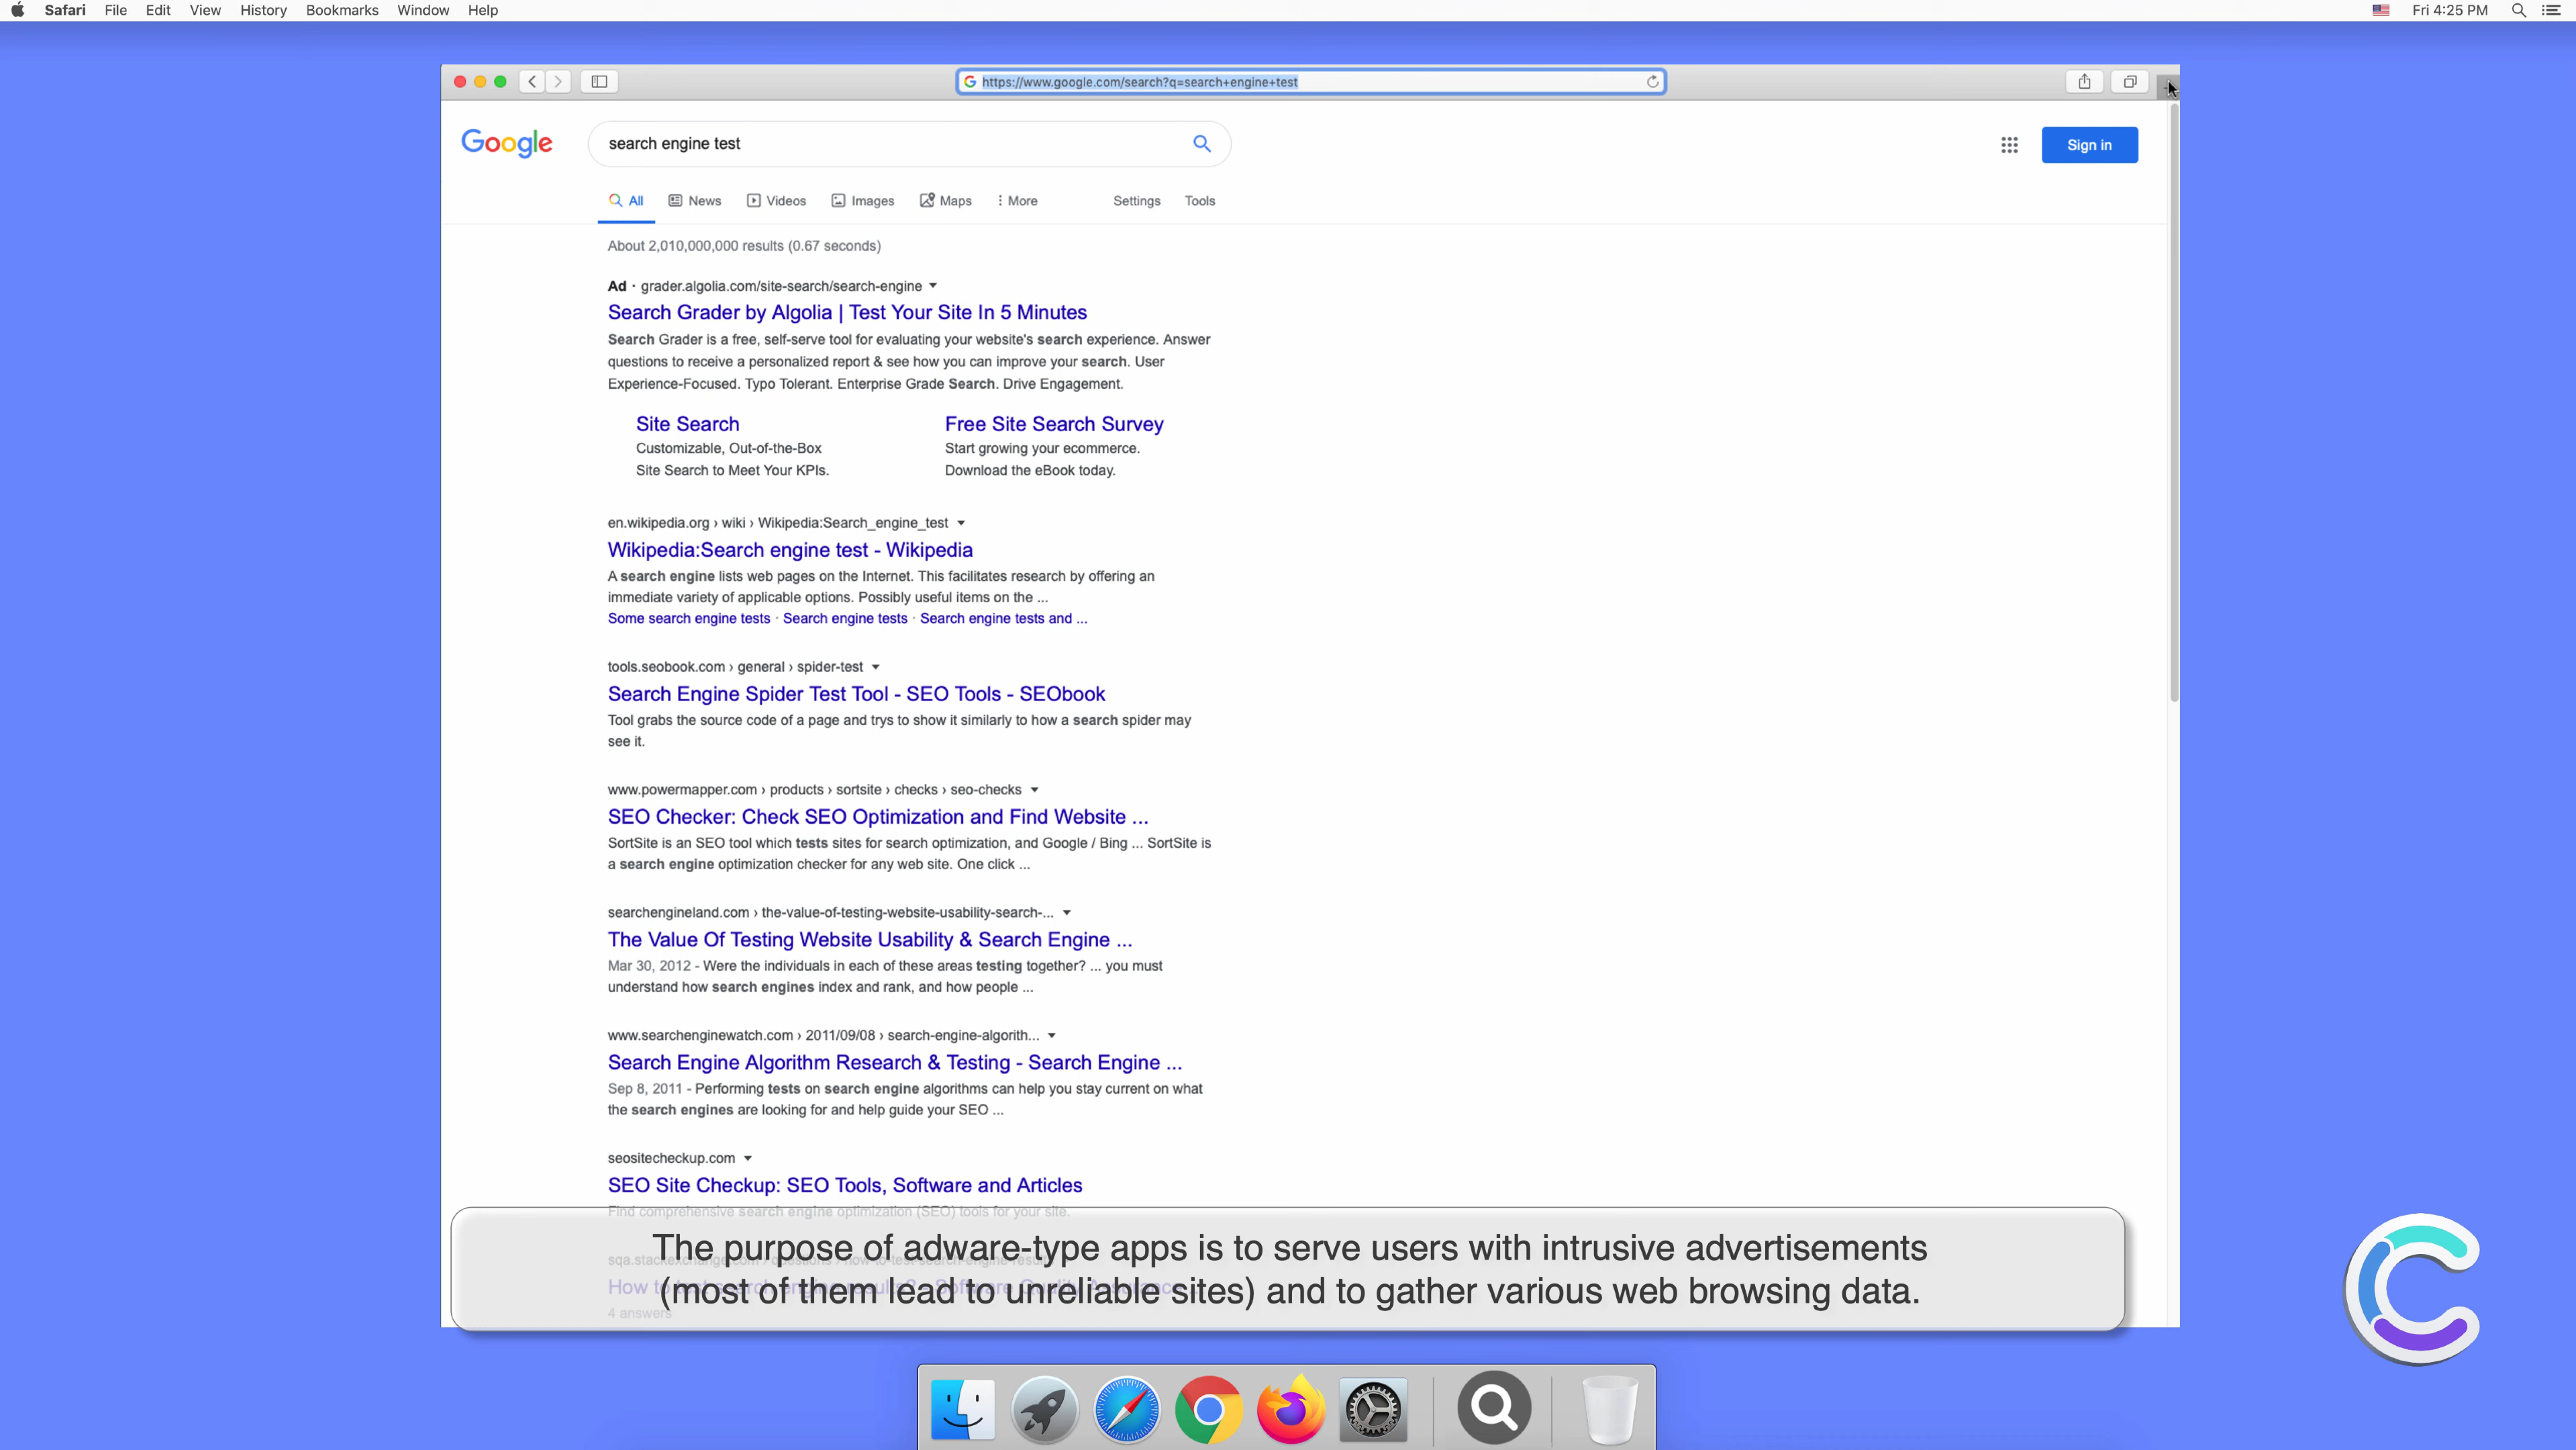 Safari File Edit View History Bookmarks Window Help
Fri 4:25 PM
https://www.google.com/search?q=search+engine+test
Google
search engine test
Sign in
All News Videos Images Maps More Settings Tools
About 2,010,000,000 results (0.67 seconds)
Ad · grader.algolia.com/site-search/search-engine
Search Grader by Algolia | Test Your Site In 5 Minutes
Search Grader is a free, self-serve tool for evaluating your website's search experience. Answer
questions to receive a personalized report & see how you can improve your search. User
Experience-Focused. Typo Tolerant. Enterprise Grade Search. Drive Engagement.
Site Search
Customizable, Out-of-the-Box
Site Search to Meet Your KPIs.
Free Site Search Survey
Start growing your ecommerce.
Download the eBook today.
en.wikipedia.org › wiki › Wikipedia:Search_engine_test
Wikipedia:Search engine test - Wikipedia
A search engine lists web pages on the Internet. This facilitates research by offering an
immediate variety of applicable options. Possibly useful items on the ...
Some search engine tests · Search engine tests · Search engine tests and ...
tools.seobook.com › general › spider-test
Search Engine Spider Test Tool - SEO Tools - SEObook
Tool grabs the source code of a page and trys to show it similarly to how a search spider may
see it.
www.powermapper.com › products › sortsite › checks › seo-checks
SEO Checker: Check SEO Optimization and Find Website ...
SortSite is an SEO tool which tests sites for search optimization, and Google / Bing ... SortSite is
a search engine optimization checker for any web site. One click ...
searchengineland.com › the-value-of-testing-website-usability-search-...
The Value Of Testing Website Usability & Search Engine ...
Mar 30, 2012 - Were the individuals in each of these areas testing together? ... you must
understand how search engines index and rank, and how people ...
www.searchenginewatch.com › 2011/09/08 › search-engine-algorith...
Search Engine Algorithm Research & Testing - Search Engine ...
Sep 8, 2011 - Performing tests on search engine algorithms can help you stay current on what
the search engines are looking for and help guide your SEO ...
seositecheckup.com
SEO Site Checkup: SEO Tools, Software and Articles
Find comprehensive search engine optimization (SEO) tools for your site.
The purpose of adware-type apps is to serve users with intrusive advertisements
(most of them lead to unreliable sites) and to gather various web browsing data.
4 answers